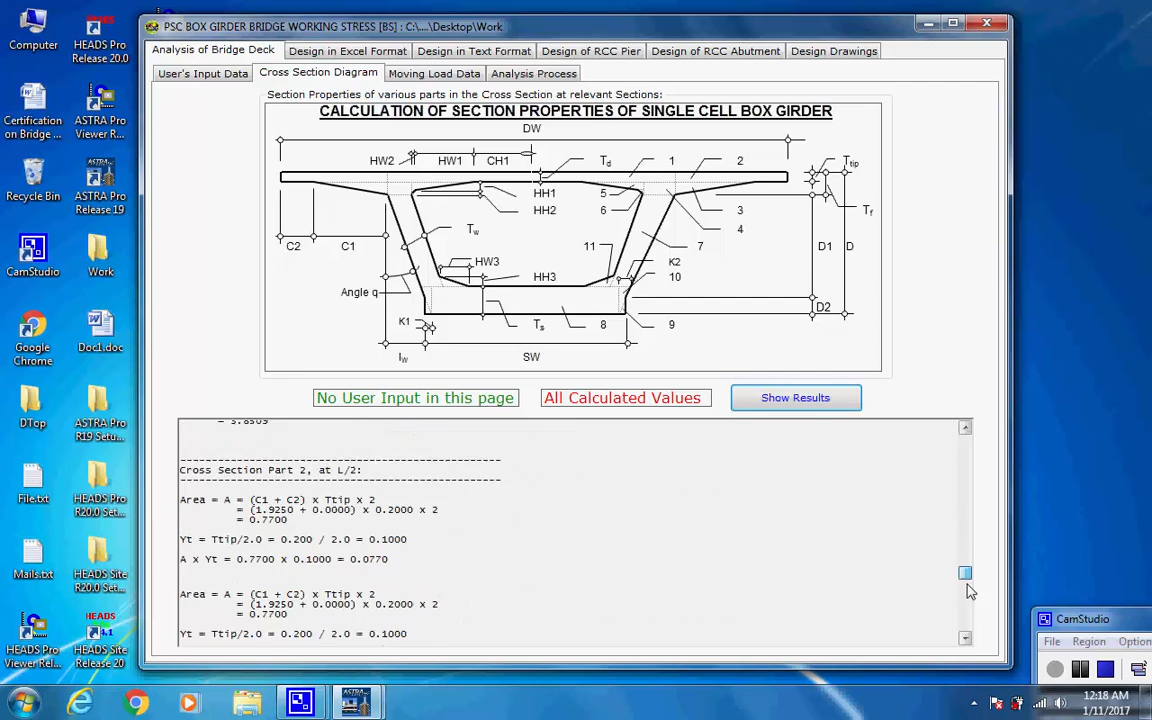 PSC BOX GIRDER BRIDGE WORKING STRESS [BS] : C:\....\Desktop\Work
Analysis of Bridge Deck
Design in Excel Format
Design in Text Format
Design of RCC Pier
Design of RCC Abutment
Design Drawings
User's Input Data
Cross Section Diagram
Moving Load Data
Analysis Process
Section Properties of various parts in the Cross Section at relevant Sections:
CALCULATION OF SECTION PROPERTIES OF SINGLE CELL BOX GIRDER
DW
HW2
HW1
CH1
Td
1
2
Ttip
HH1
5
3
Tf
HH2
6
4
Tw
11
7
D1
D
C2
C1
HW3
K2
HH3
10
Angle q
D2
K1
Ts
8
9
Iw
SW
No User Input in this page
All Calculated Values
Show Results
= 3.8509
--------------------------------------------------
Cross Section Part 2, at L/2:
--------------------------------------------------
Area = A = (C1 + C2) x Ttip x 2
= (1.9250 + 0.0000) x 0.2000 x 2
= 0.7700
Yt = Ttip/2.0 = 0.200 / 2.0 = 0.1000
A x Yt = 0.7700 x 0.1000 = 0.0770
Area = A = (C1 + C2) x Ttip x 2
= (1.9250 + 0.0000) x 0.2000 x 2
= 0.7700
Yt = Ttip/2.0 = 0.200 / 2.0 = 0.1000
Computer
HEADS Pro
Release 20.0
Certification
on Bridge ...
ASTRA Pro
Viewer R...
Recycle Bin
ASTRA Pro
Release 19
CamStudio
Work
Google
Chrome
Doc1.doc
DTop
ASTRA Pro
R19 Setu...
File.txt
HEADS Pro
R20.0 Set...
Mails.txt
HEADS Site
R20.0 Set...
HEADS Pro
Viewer Rel...
HEADS
4.1
HEADS Site
Release 20
CamStudio
File
Region
Option
12:18 AM
1/11/2017